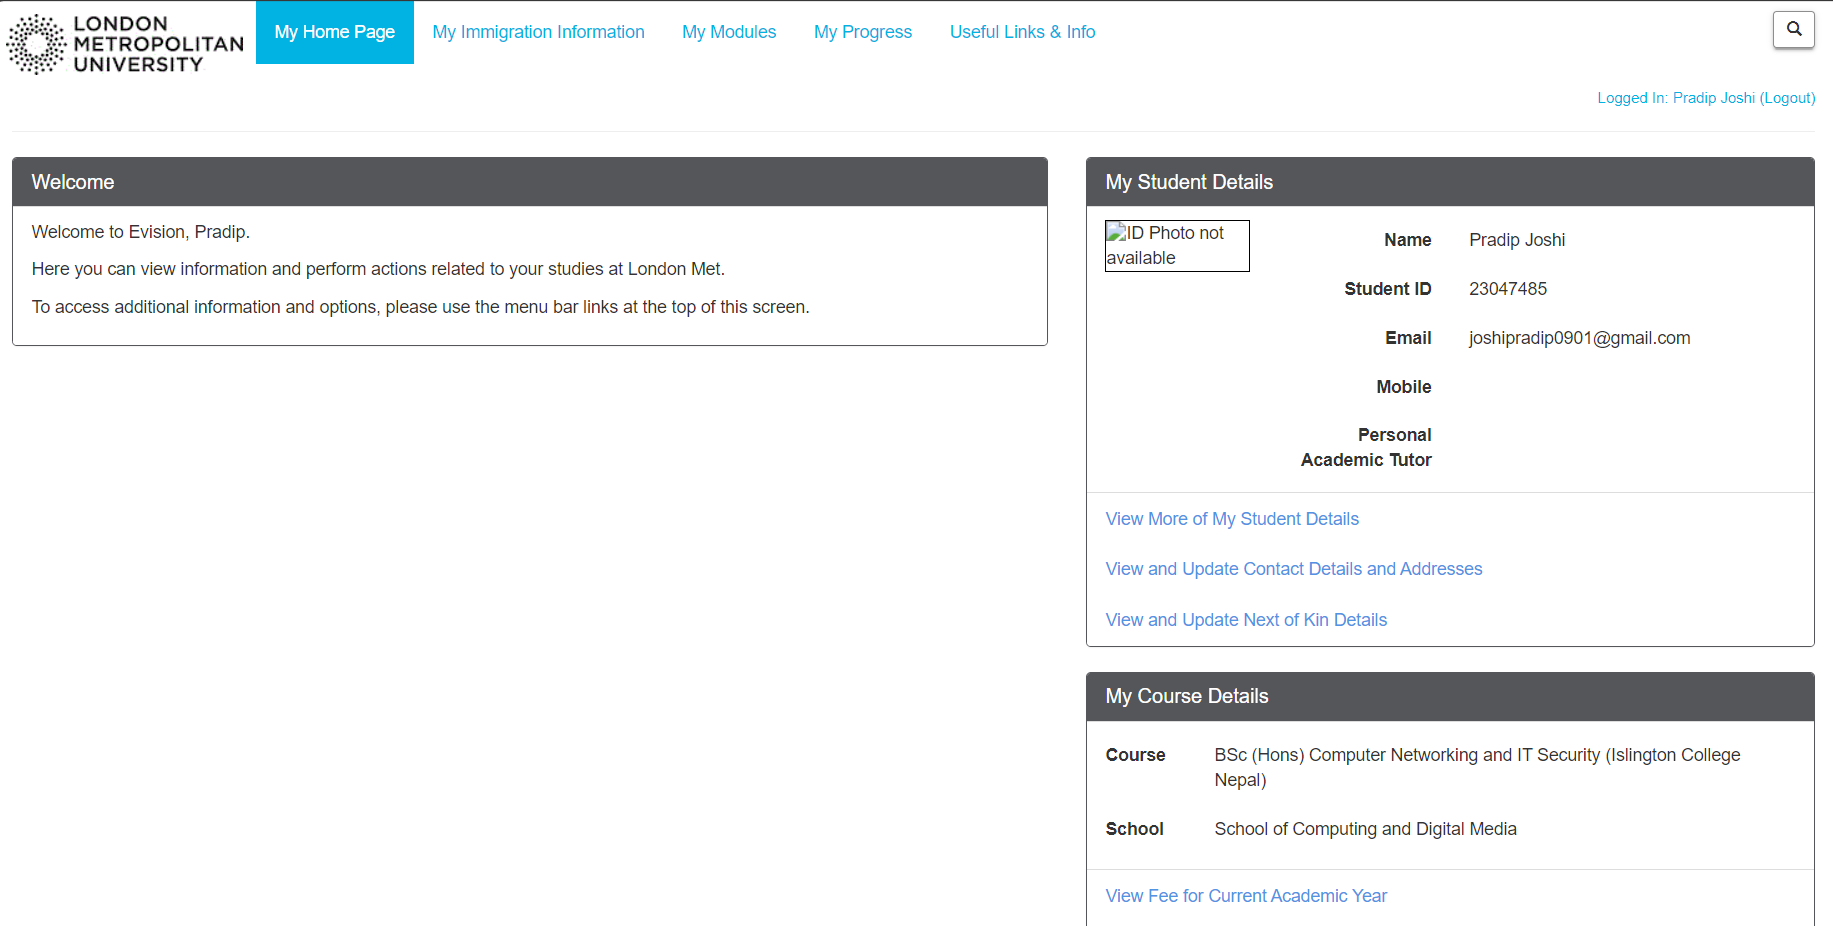 LONDON
METROPOLITAN
UNIVERSITY
My Home Page
My Immigration Information
My Modules
My Progress
Useful Links & Info
Logged In: Pradip Joshi (Logout)
Welcome
Welcome to Evision, Pradip.
Here you can view information and perform actions related to your studies at London Met.
To access additional information and options, please use the menu bar links at the top of this screen.
My Student Details
ID Photo not
available
Name Pradip Joshi
Student ID 23047485
Email joshipradip0901@gmail.com
Mobile
Personal
Academic Tutor
View More of My Student Details
View and Update Contact Details and Addresses
View and Update Next of Kin Details
My Course Details
Course BSc (Hons) Computer Networking and IT Security (Islington College
Nepal)
School School of Computing and Digital Media
View Fee for Current Academic Year